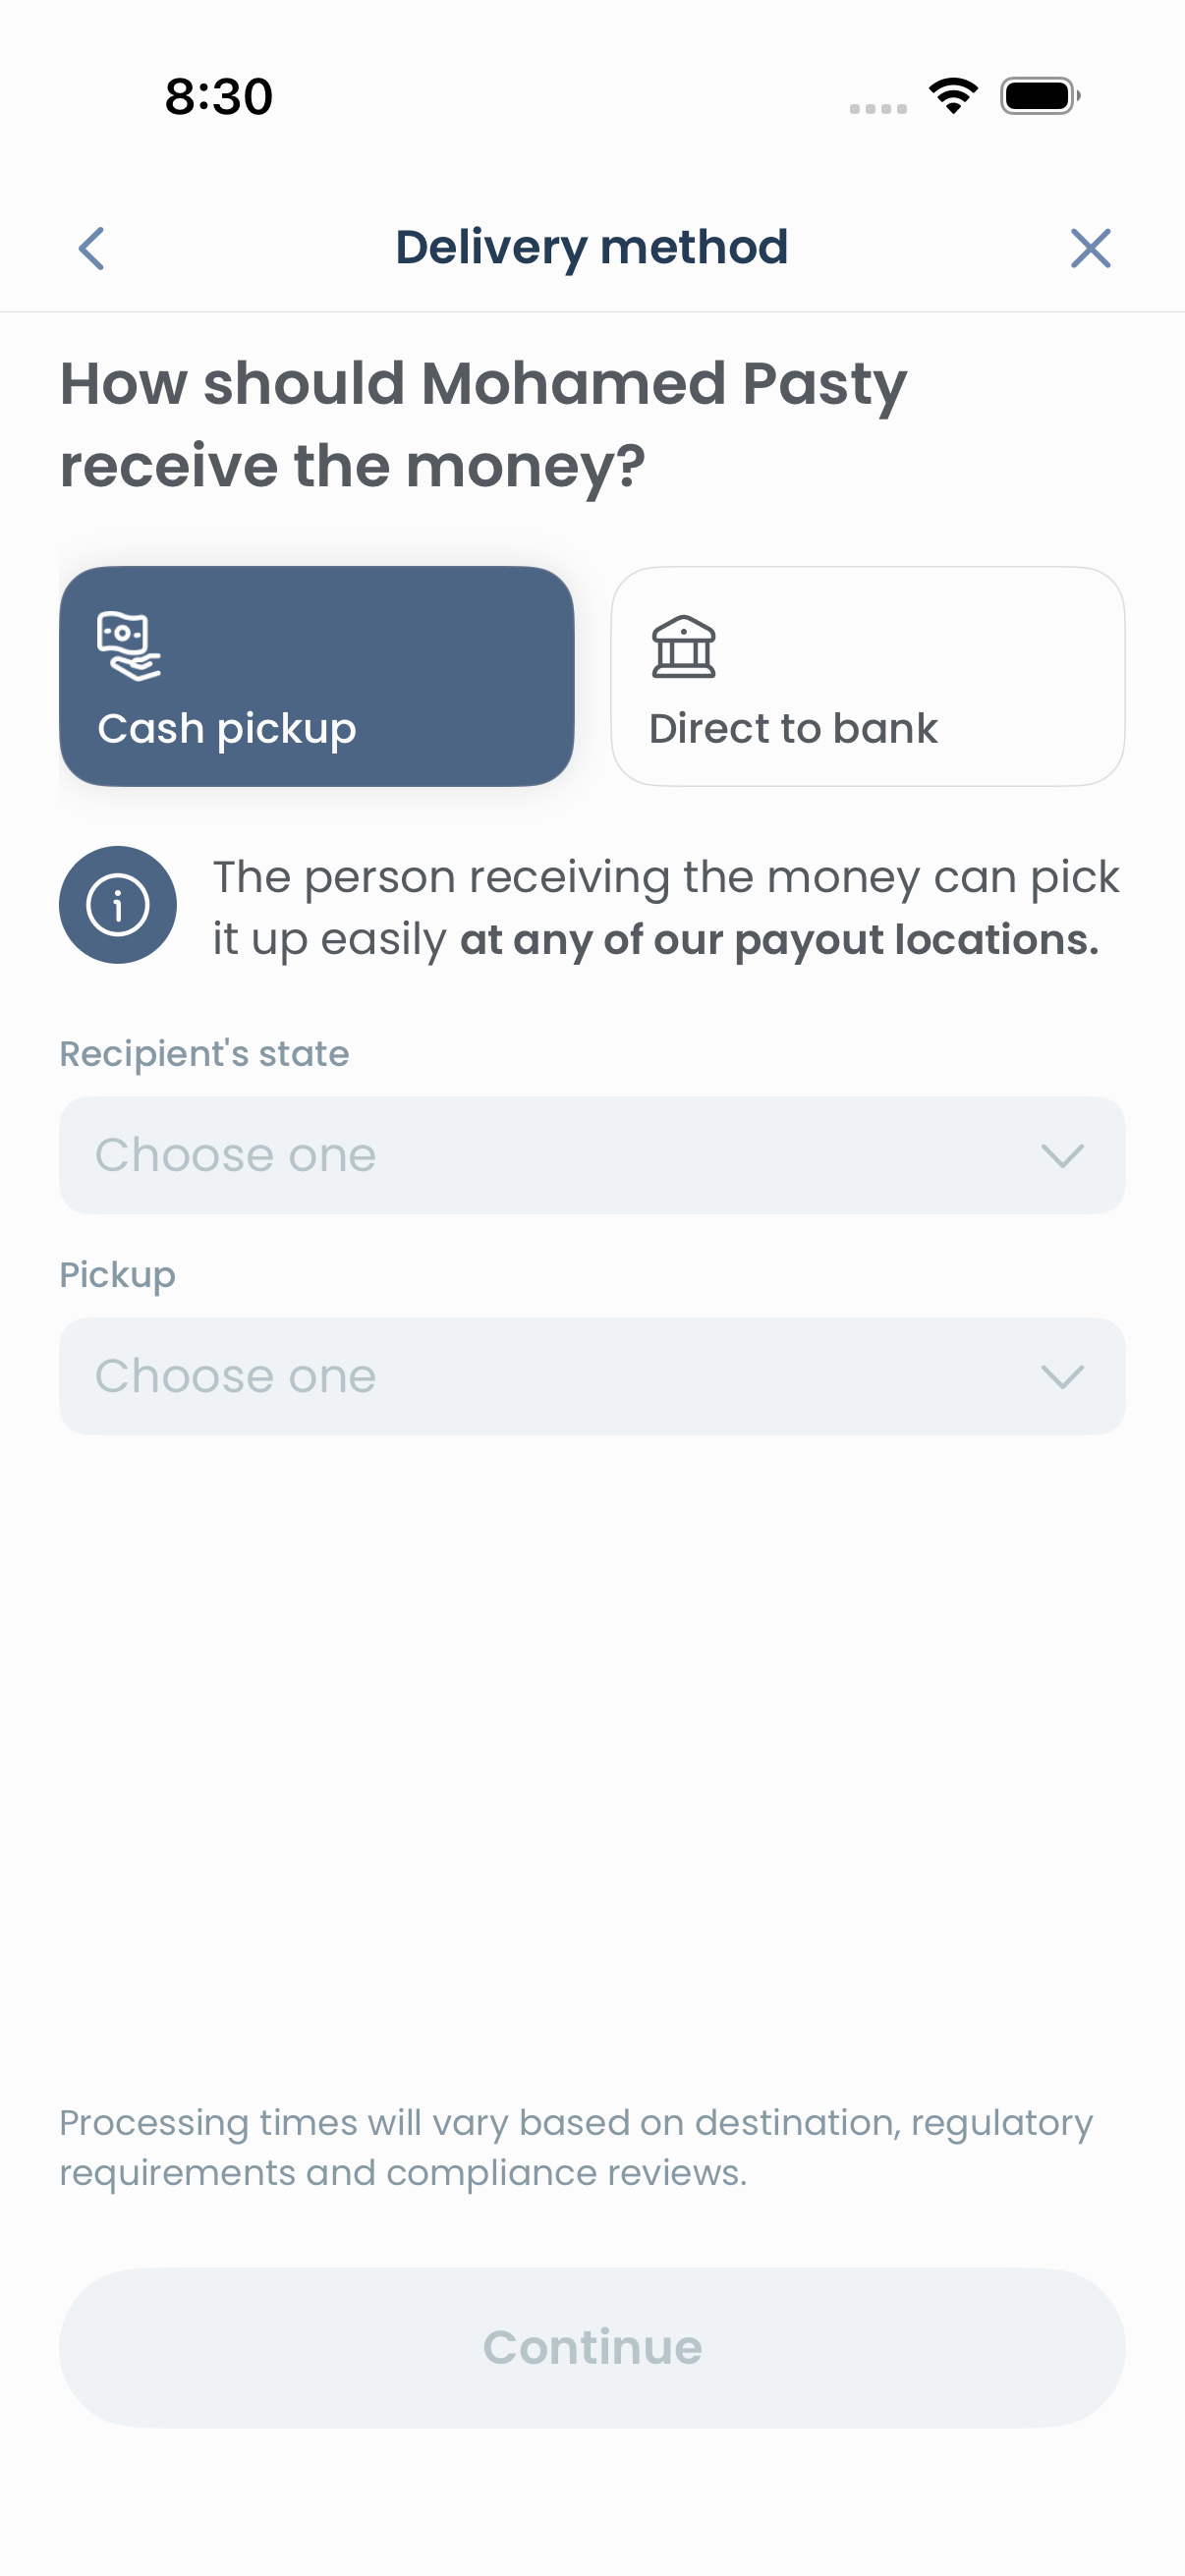 8:30
Delivery method
How should Mohamed Pasty
receive the money?
Cash pickup
Direct to bank
The person receiving the money can pick
it up easily at any of our payout locations.
Recipient's state
Choose one
Pickup
Choose one
Processing times will vary based on destination, regulatory
requirements and compliance reviews.
Continue